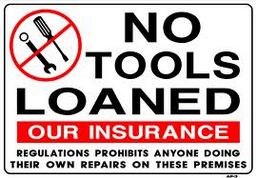 NO
TOOLS
LOANED
OUR INSURANCE
REGULATIONS PROHIBITS ANYONE DOING
THEIR OWN REPAIRS ON THESE PREMISES